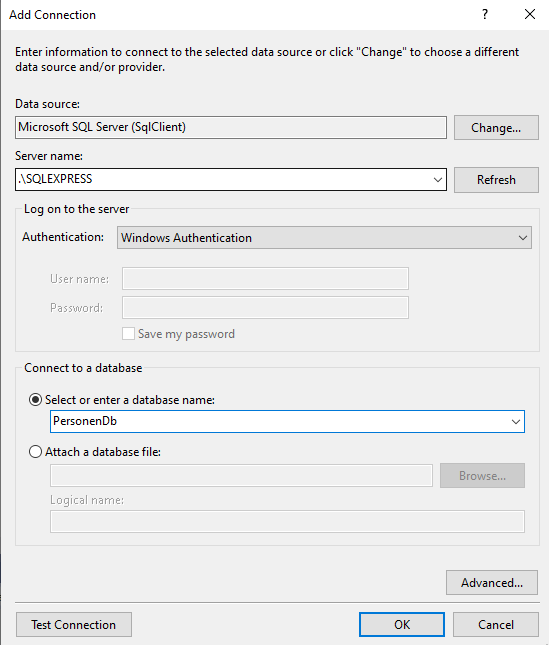 Add Connection
?
Enter information to connect to the selected data source or click "Change" to choose a different
data source and/or provider.
Data source:
Microsoft SQL Server (SqlClient)
Change...
Server name:
.\SQLEXPRESS
Refresh
Log on to the server
Authentication:
Windows Authentication
User name:
Password:
Save my password
Connect to a database
Select or enter a database name:
PersonenDb
Attach a database file:
Browse...
Logical name:
Advanced...
Test Connection
OK
Cancel